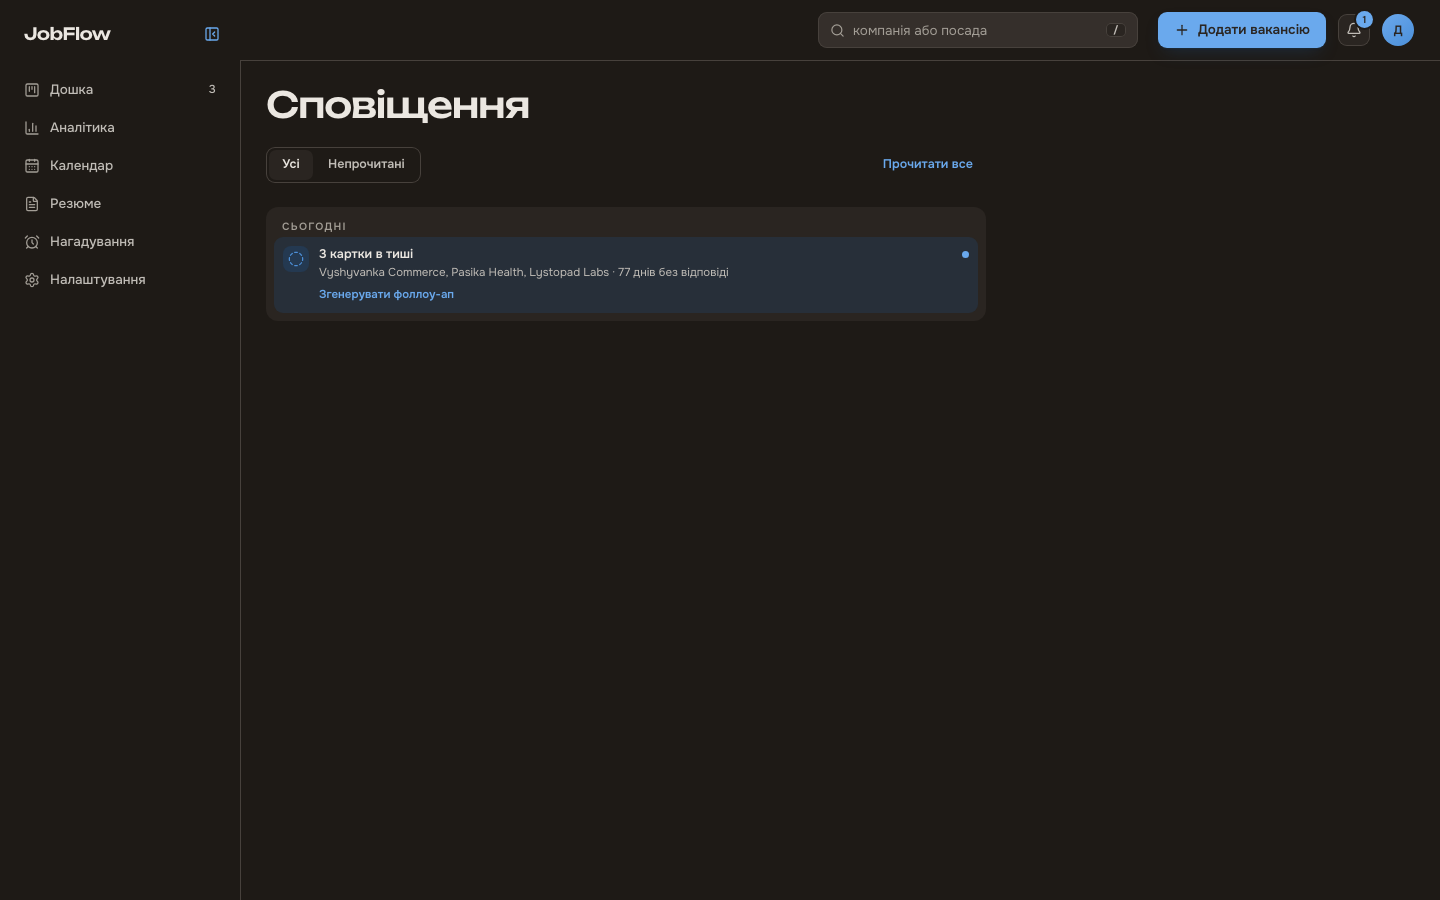 JobFlow
компанія або посада
/
Додати вакансію
1
Д
Дошка
3
Аналітика
Календар
Резюме
Нагадування
Налаштування
Сповіщення
Усі
Непрочитані
Прочитати все
СЬОГОДНІ
3 картки в тиші
Vyshyvanka Commerce, Pasika Health, Lystopad Labs · 77 днів без відповіді
Згенерувати фоллоу-ап